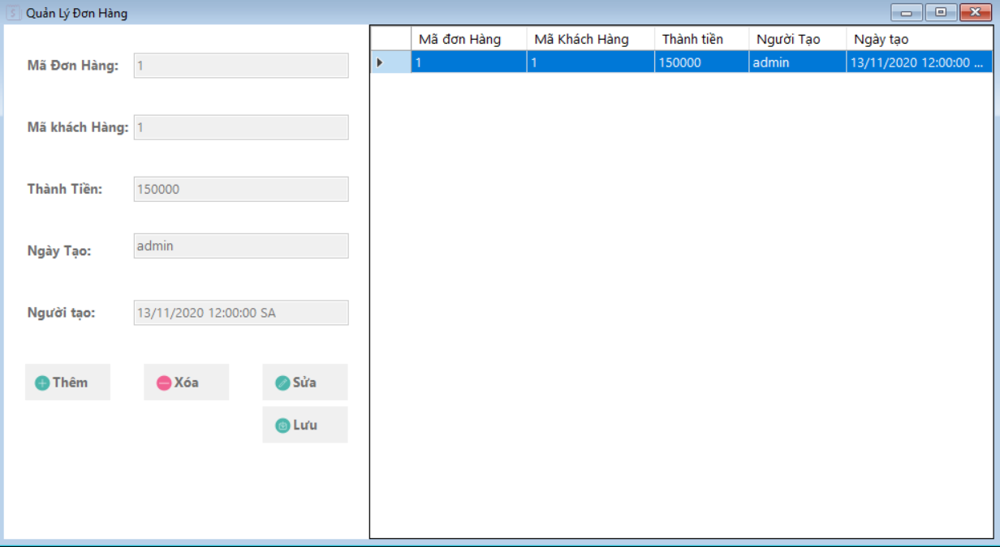 Quản Lý Đơn Hàng
Mã Đơn Hàng: 1
Mã khách Hàng: 1
Thành Tiền: 150000
Ngày Tạo: admin
Người tạo: 13/11/2020 12:00:00 SA
Thêm Xóa Sửa
Lưu
Mã đơn Hàng Mã Khách Hàng Thành tiền Người Tạo Ngày tạo
1 1 150000 admin 13/11/2020 12:00:00 ...